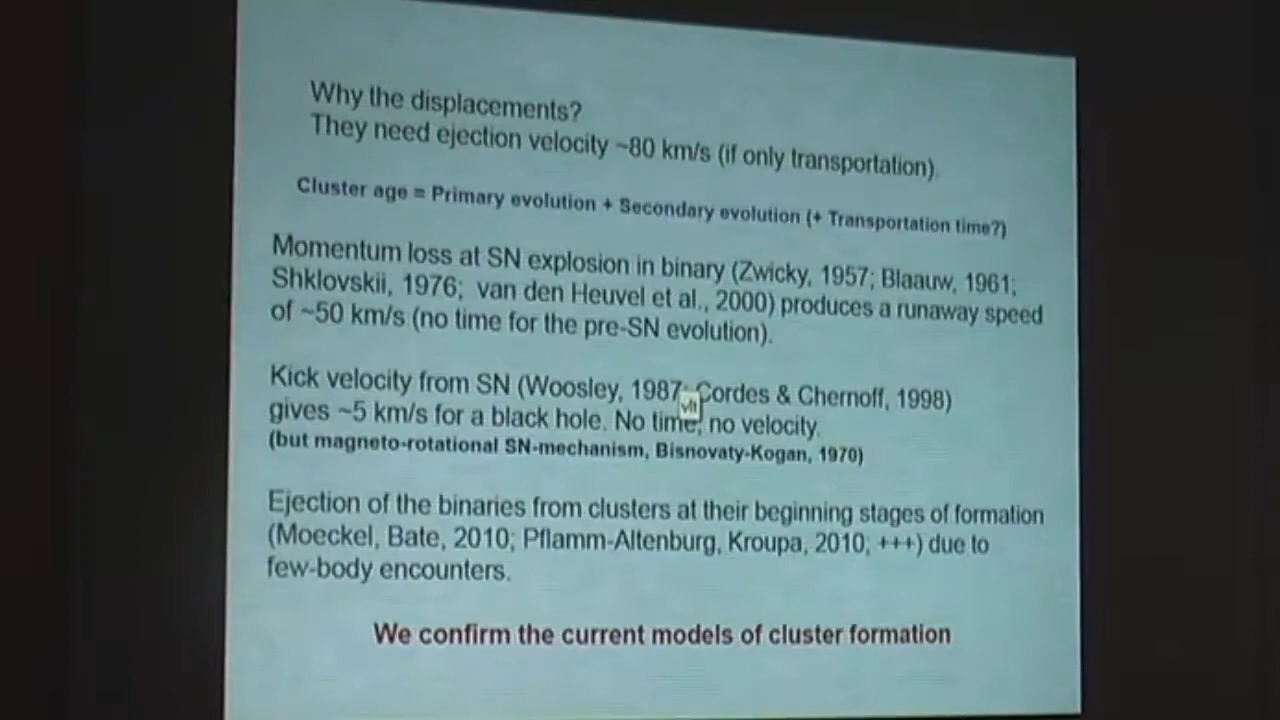 Why the displacements?
They need ejection velocity ~80 km/s (if only transportation).
Cluster age = Primary evolution + Secondary evolution (+ Transportation time?)
Momentum loss at SN explosion in binary (Zwicky, 1957; Blaauw, 1961;
Shklovskii, 1976; van den Heuvel et al., 2000) produces a runaway speed
of ~50 km/s (no time for the pre-SN evolution).
Kick velocity from SN (Woosley, 1987; Cordes & Chernoff, 1998)
gives ~5 km/s for a black hole. No time, no velocity.
(but magneto-rotational SN-mechanism, Bisnovaty-Kogan, 1970)
Ejection of the binaries from clusters at their beginning stages of formation
(Moeckel, Bate, 2010; Pflamm-Altenburg, Kroupa, 2010; +++) due to
few-body encounters.
We confirm the current models of cluster formation